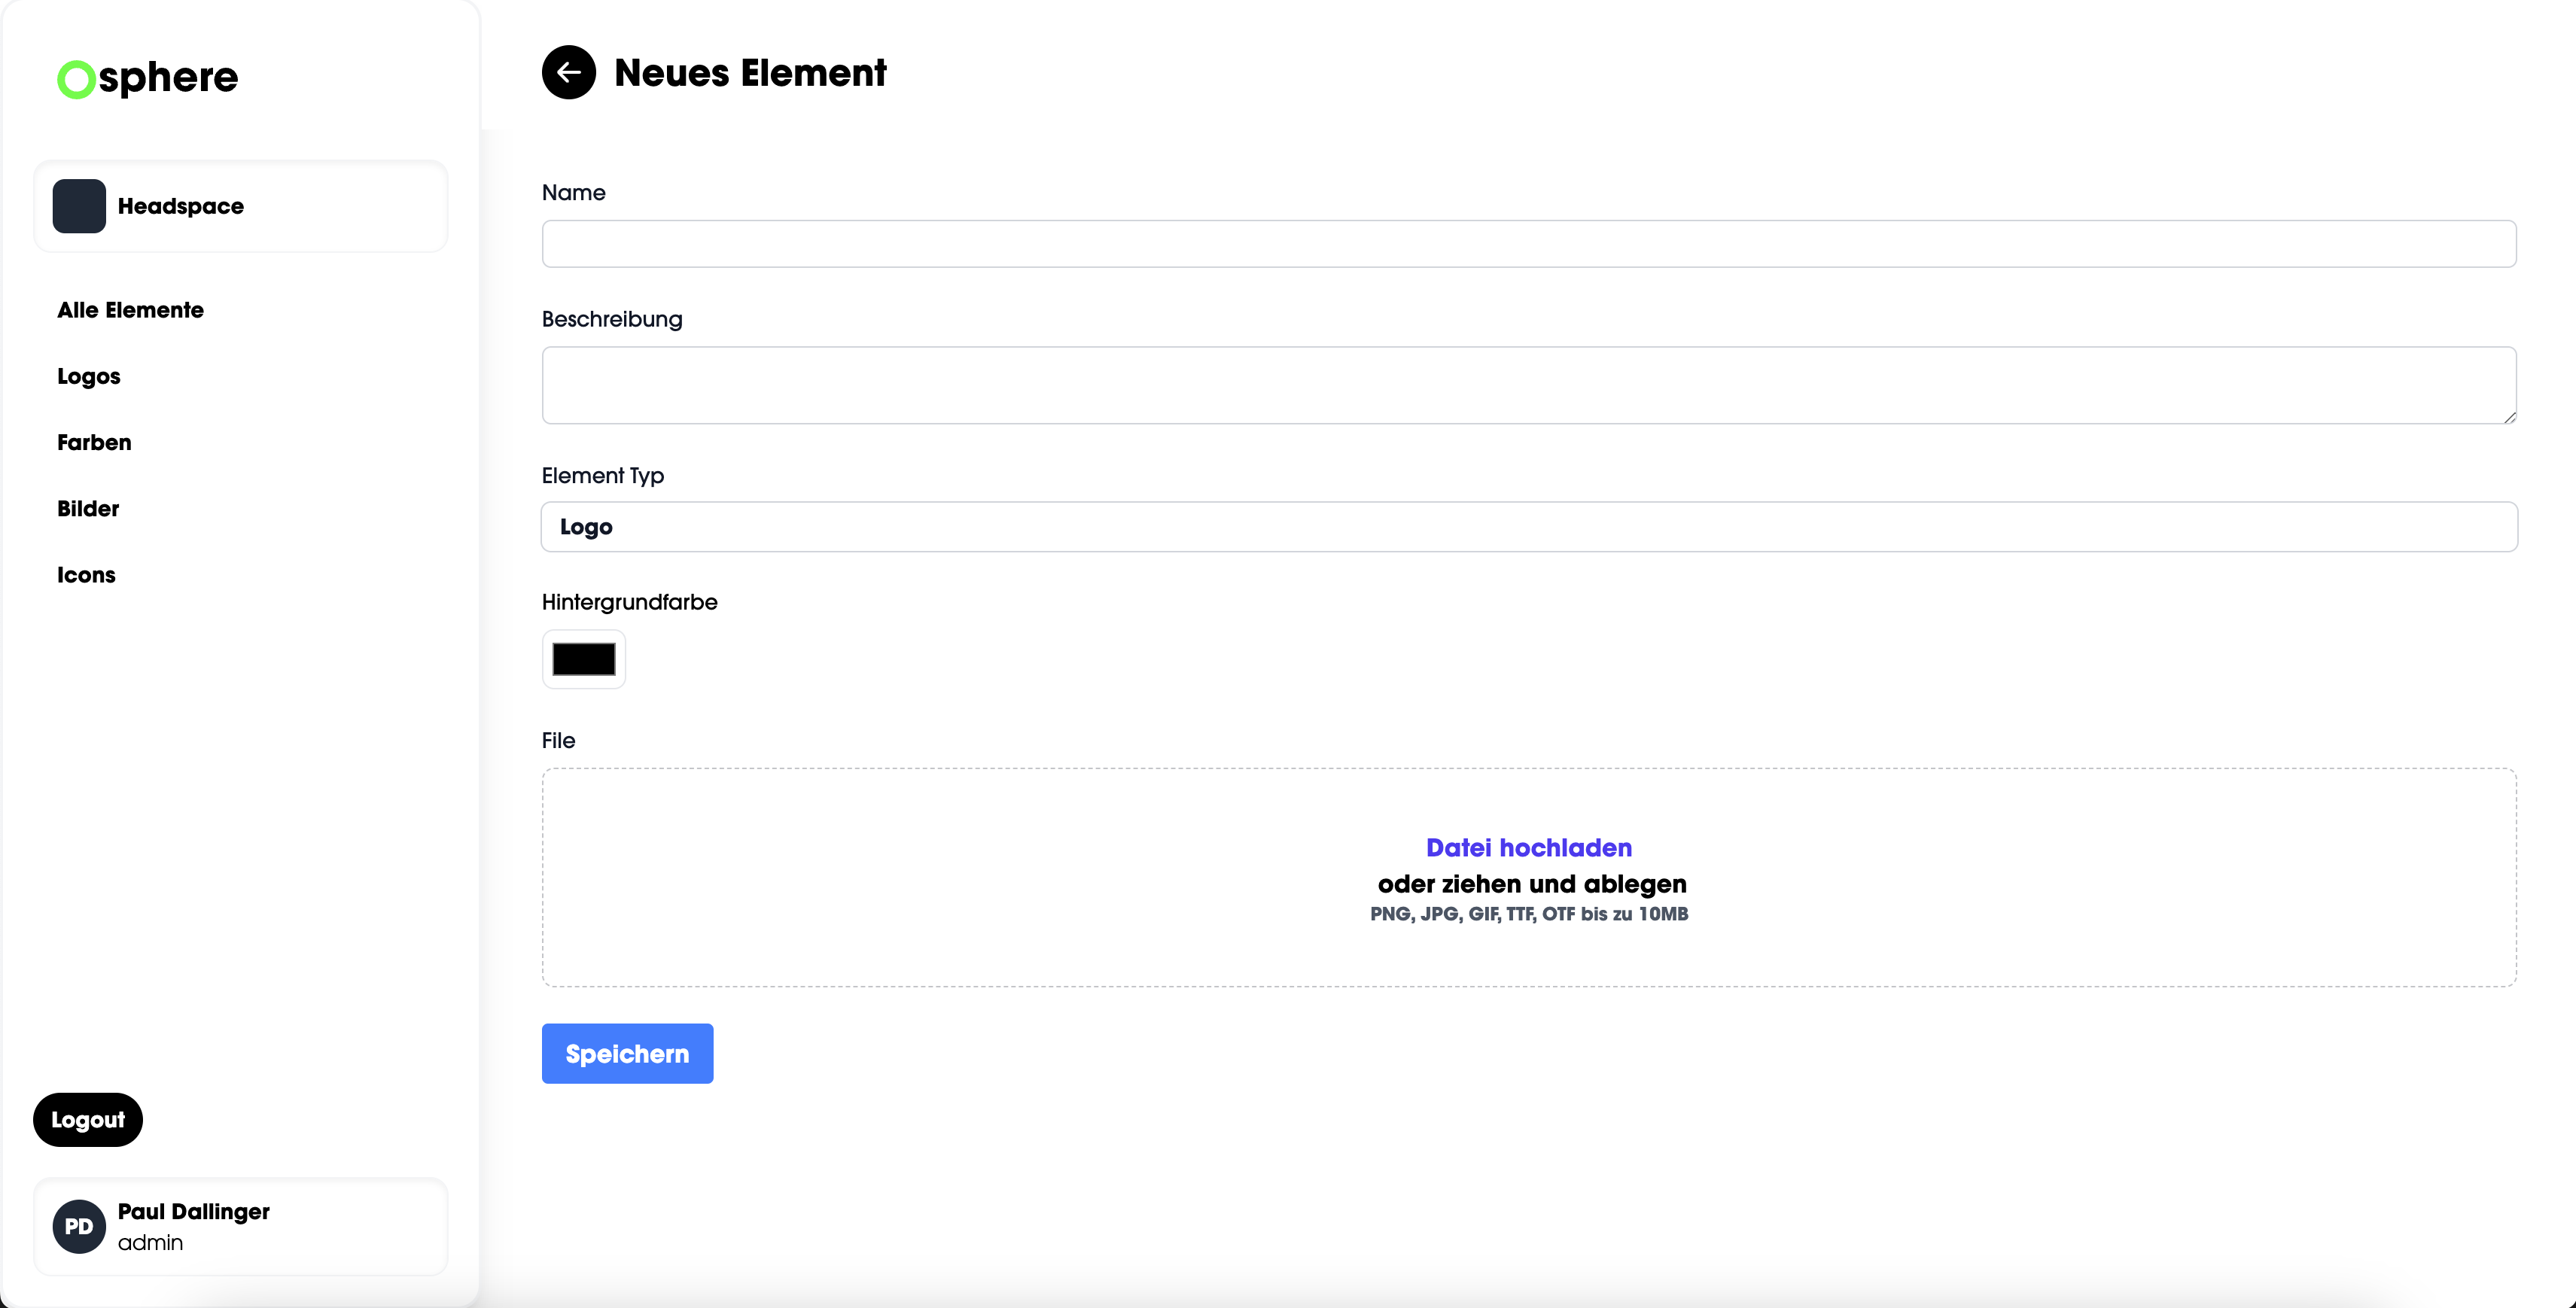 Osphere
Headspace
Alle Elemente
Logos
Farben
Bilder
Icons
Logout
PD
Paul Dallinger
admin
Neues Element
Name
Beschreibung
Element Typ
Logo
Hintergrundfarbe
File
Datei hochladen
oder ziehen und ablegen
PNG, JPG, GIF, TTF, OTF bis zu 10MB
Speichern